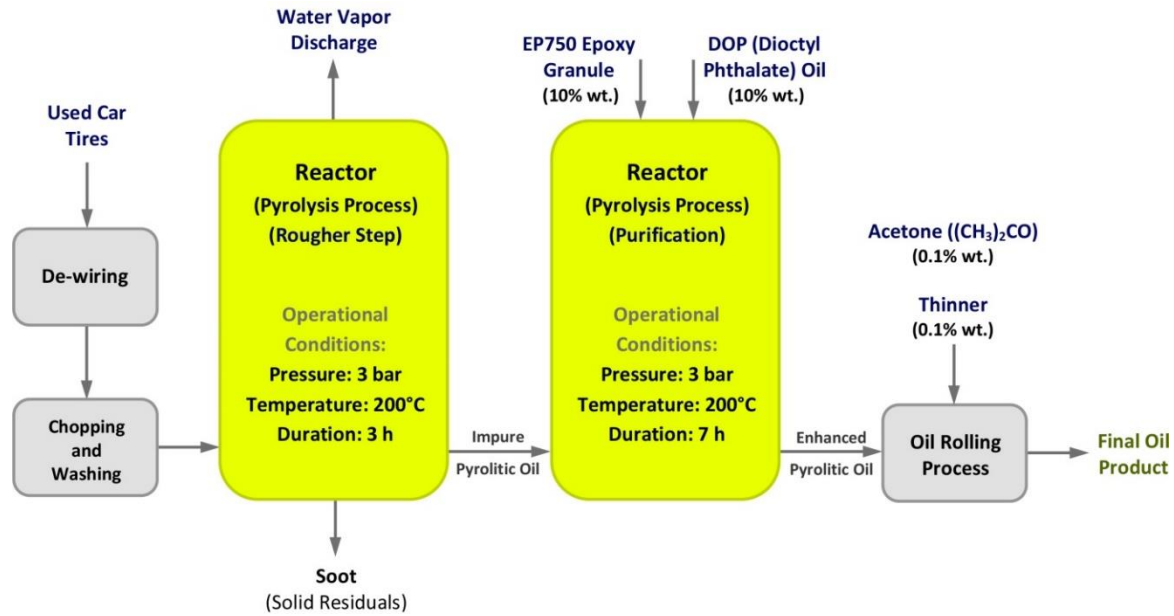 Used Car
Tires
De-wiring
Chopping
and
Washing
Water Vapor
Discharge
Reactor
(Pyrolysis Process)
(Rougher Step)
Operational
Conditions:
Pressure: 3 bar
Temperature: 200°C
Duration: 3 h
Soot
(Solid Residuals)
Impure
Pyrolitic Oil
EP750 Epoxy
Granule
(10% wt.)
DOP (Dioctyl
Phthalate) Oil
(10% wt.)
Reactor
(Pyrolysis Process)
(Purification)
Operational
Conditions:
Pressure: 3 bar
Temperature: 200°C
Duration: 7 h
Enhanced
Pyrolitic Oil
Acetone ((CH₃)₂CO)
(0.1% wt.)
Thinner
(0.1% wt.)
Oil Rolling
Process
Final Oil
Product